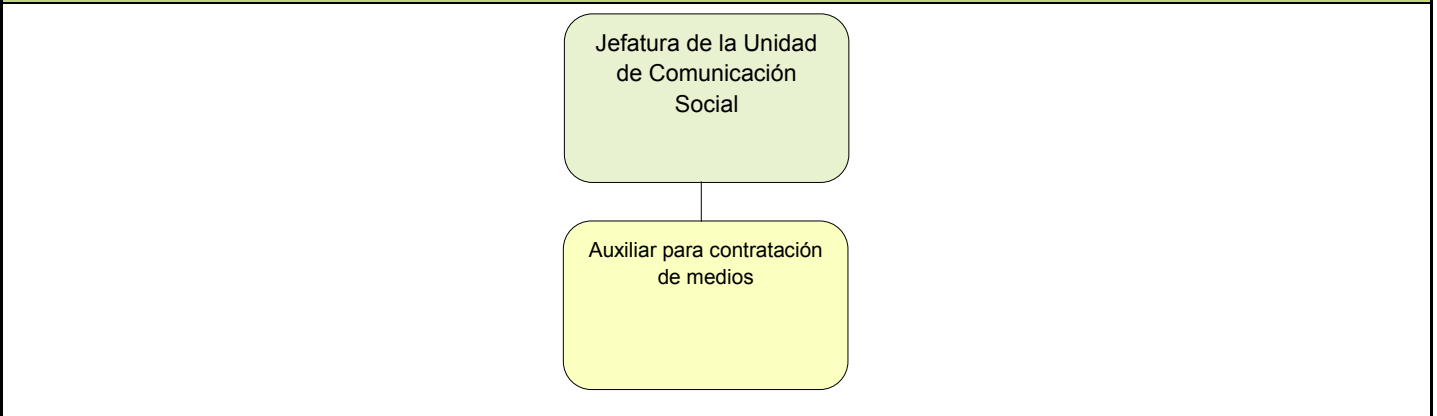 Jefatura de la Unidad
de Comunicación
Social
Auxiliar para contratación
de medios